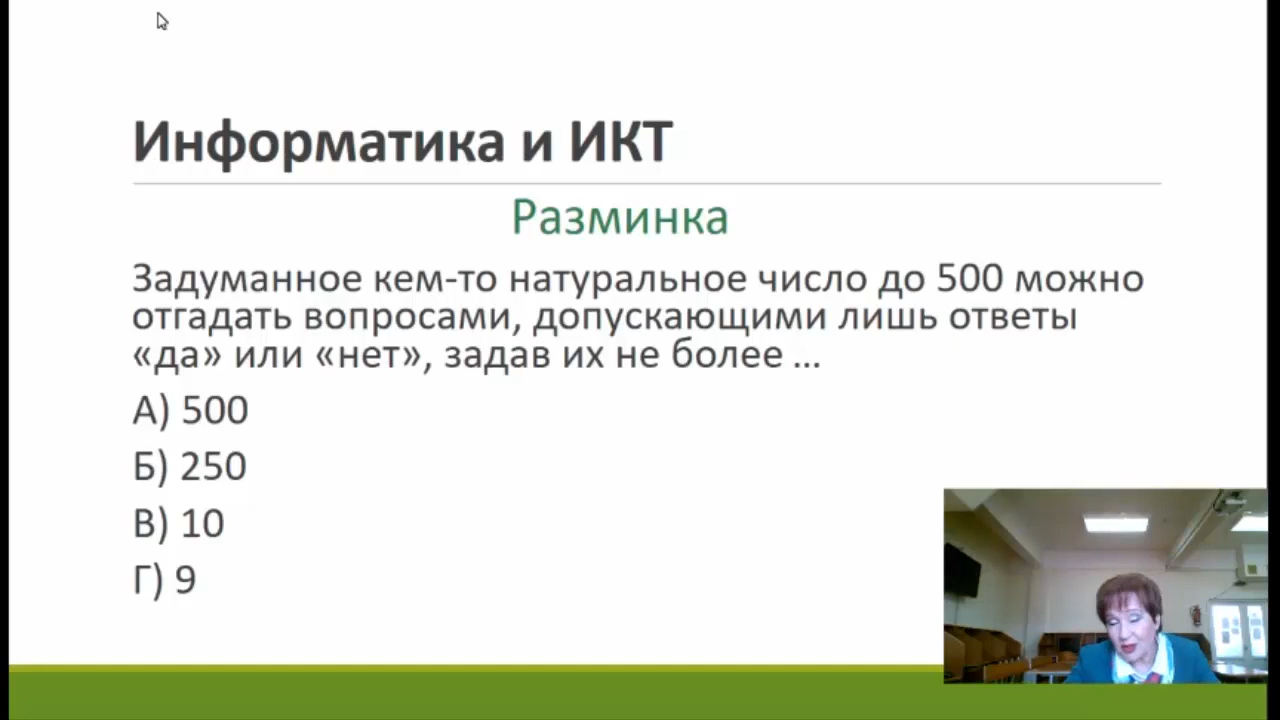 Информатика и ИКТ
Разминка
Задуманное кем-то натуральное число до 500 можно
отгадать вопросами, допускающими лишь ответы
«да» или «нет», задав их не более ...
А) 500
Б) 250
В) 10
Г) 9